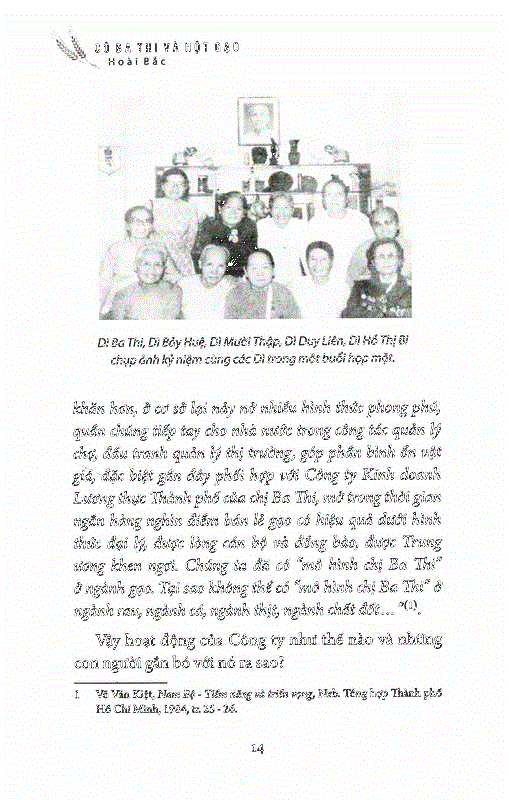 CÔ BA THI VÀ HỘT GẠO
Hoài Bắc
Dì Ba Thi, Dì Bảy Huệ, Dì Mười Thập, Dì Duy Liên, Dì Hồ Thị Bi
chụp ảnh kỷ niệm cùng các Dì trong một buổi họp mặt.
khăn hơn, ở cơ sở lại nảy nở nhiều hình thức phong phú,
quần chúng tiếp tay cho nhà nước trong công tác quản lý
chợ, đấu tranh quản lý thị trường, góp phần bình ổn vật
giá, đặc biệt gần đây phối hợp với Công ty Kinh doanh
Lương thực Thành phố của chị Ba Thi, mở trong thời gian
ngắn hàng nghìn điểm bán lẻ gạo có hiệu quả dưới hình
thức đại lý, được lòng cán bộ và đồng bào, được Trung
ương khen ngợi. Chúng ta đã có "mô hình chị Ba Thi"
ở ngành gạo. Tại sao không thể có "mô hình chị Ba Thi" ở
ngành rau, ngành cá, ngành thịt, ngành chất đốt..."(1).
Vậy hoạt động của Công ty như thế nào và những
con người gắn bó với nó ra sao?
1 Võ Văn Kiệt, Nam Bộ - Tiềm năng và triển vọng, Nxb. Tổng hợp Thành phố
Hồ Chí Minh, 1984, tr. 25 - 26.
14